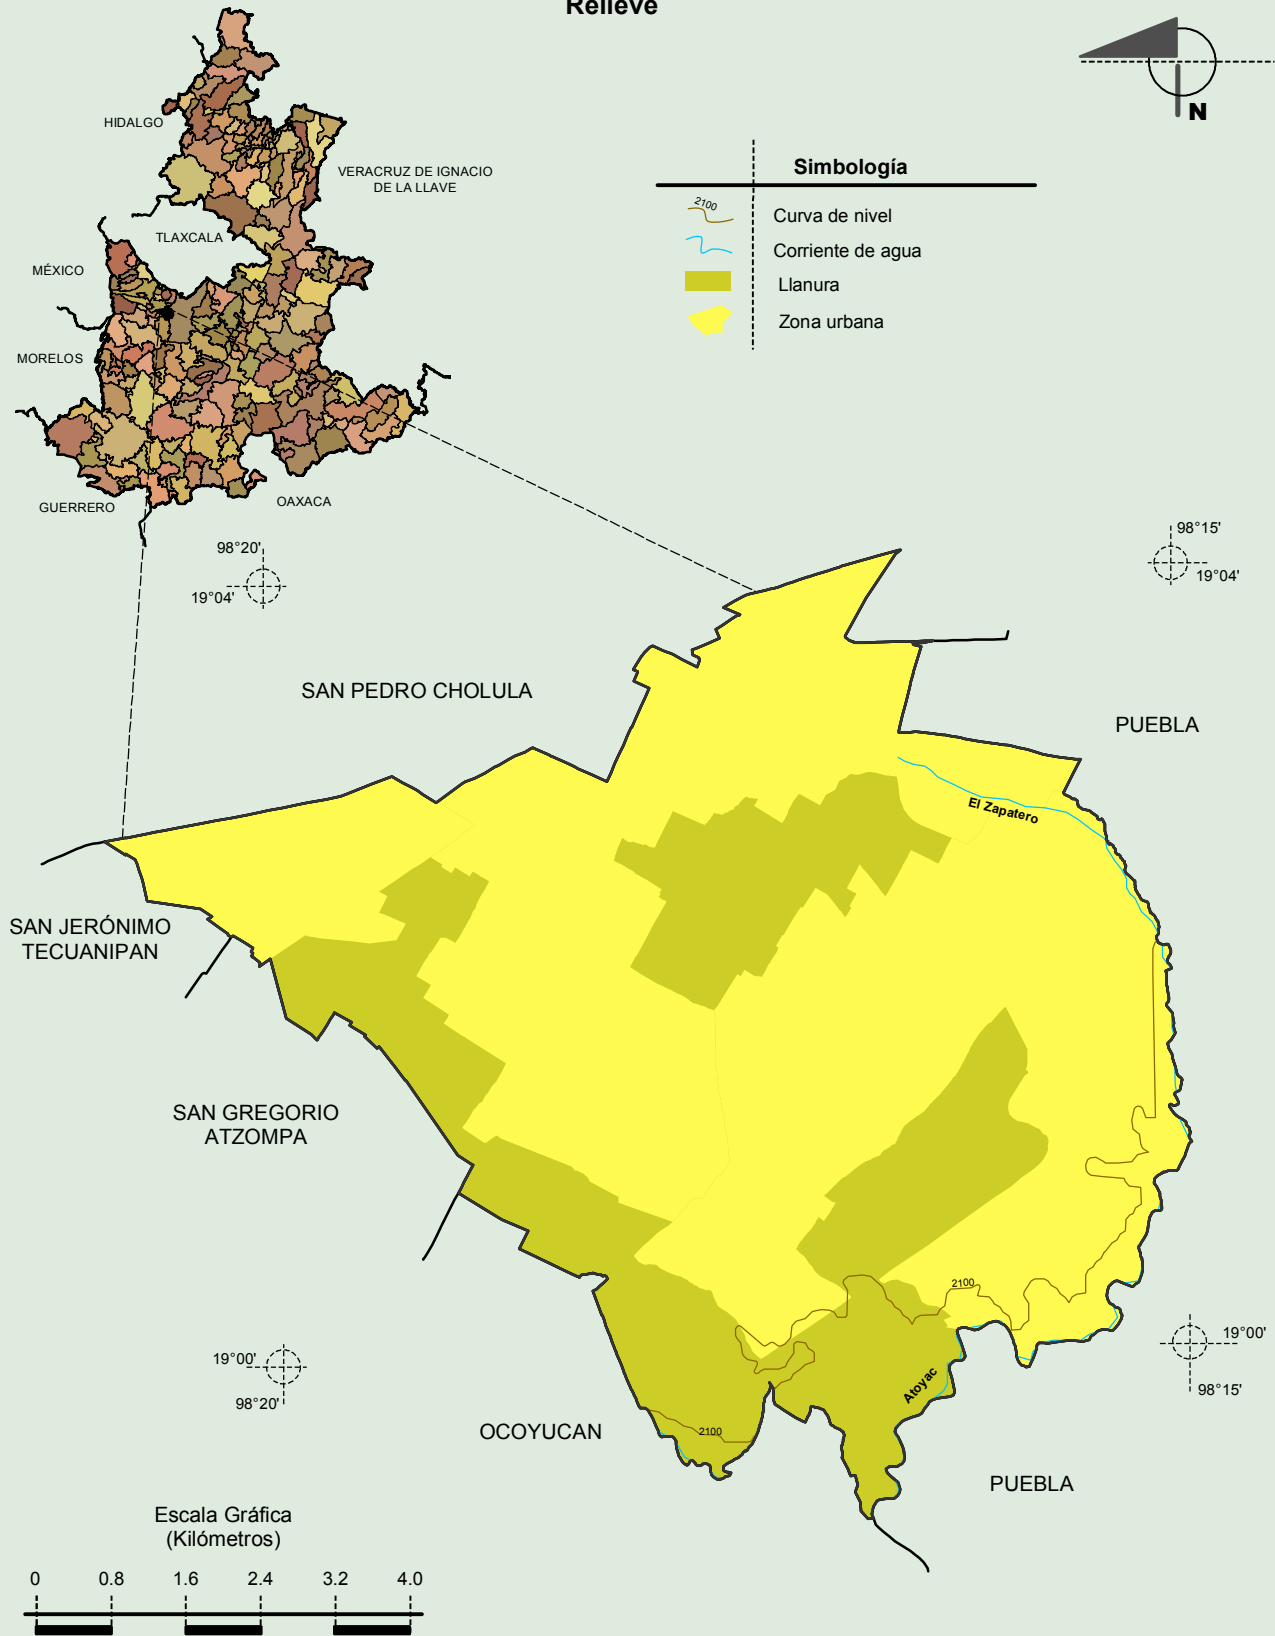 Relieve
N
HIDALGO
VERACRUZ DE IGNACIO
DE LA LLAVE
TLAXCALA
MÉXICO
MORELOS
GUERRERO
OAXACA
Simbología
2100
Curva de nivel
Corriente de agua
Llanura
Zona urbana
98°20'
19°04'
98°15'
19°04'
SAN PEDRO CHOLULA
PUEBLA
El Zapatero
SAN JERÓNIMO
TECUANIPAN
SAN GREGORIO
ATZOMPA
2100
19°00'
98°20'
19°00'
98°15'
Atoyac
2100
OCOYUCAN
PUEBLA
Escala Gráfica
(Kilómetros)
0 0.8 1.6 2.4 3.2 4.0